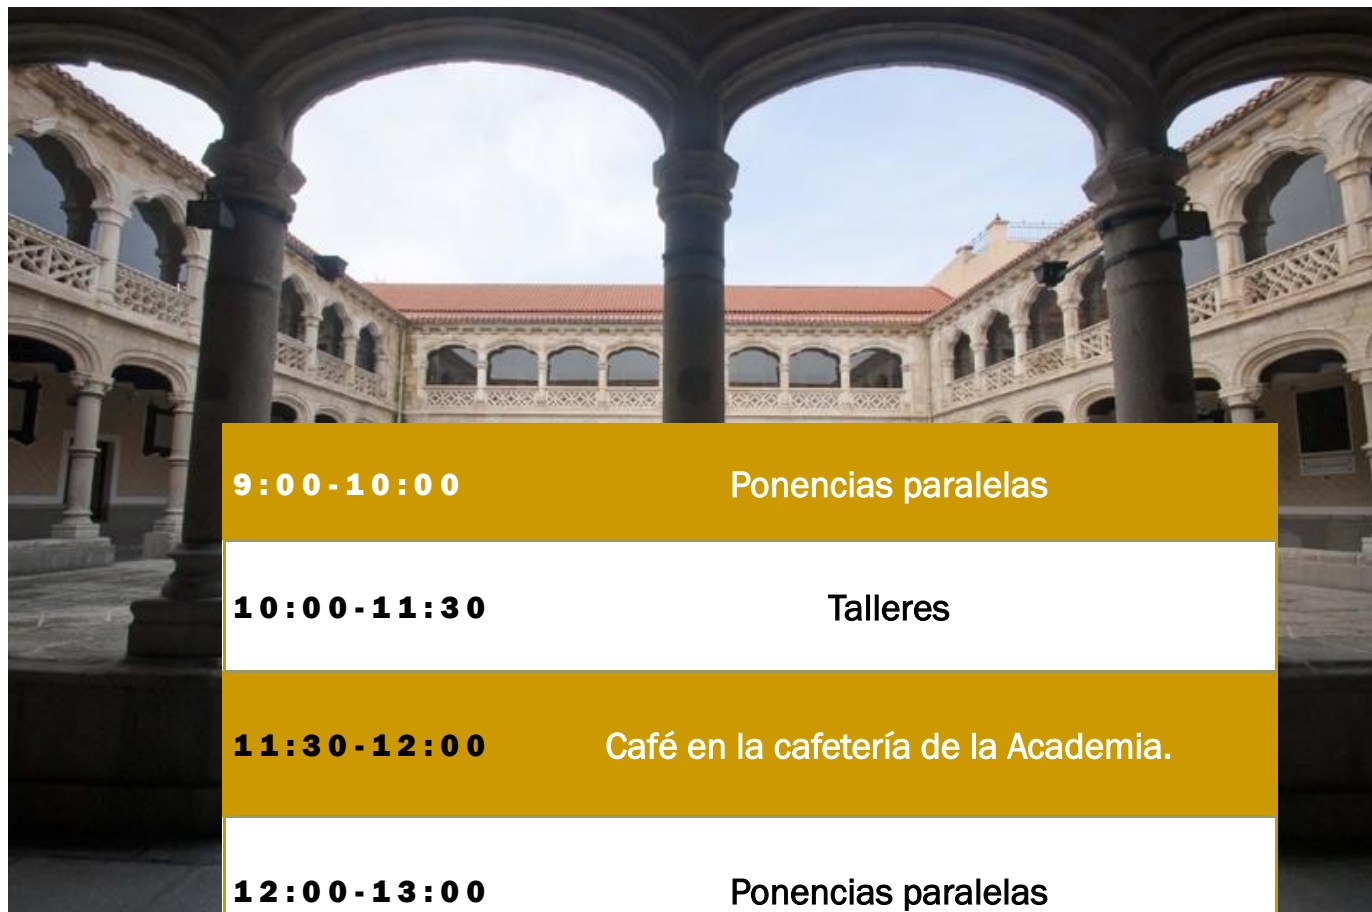 9:00-10:00 Ponencias paralelas
10:00-11:30 Talleres
11:30-12:00 Café en la cafetería de la Academia.
12:00-13:00 Ponencias paralelas